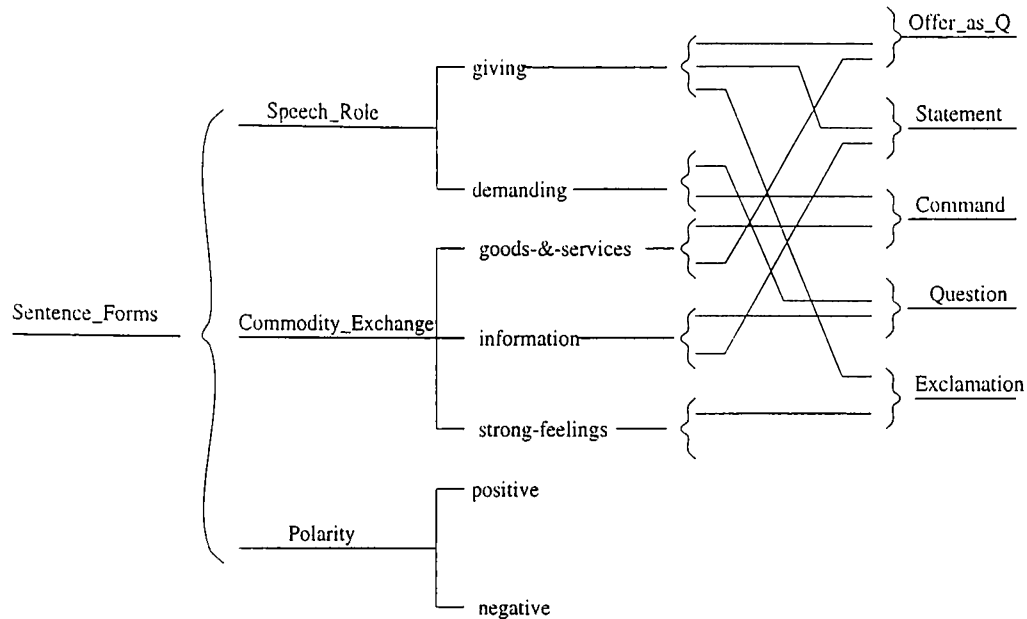 Offer_as_Q
giving
Speech_Role
Statement
demanding
Command
goods-&-services
Sentence_Forms
Commodity_Exchange
Question
information
Exclamation
strong-feelings
positive
Polarity
negative